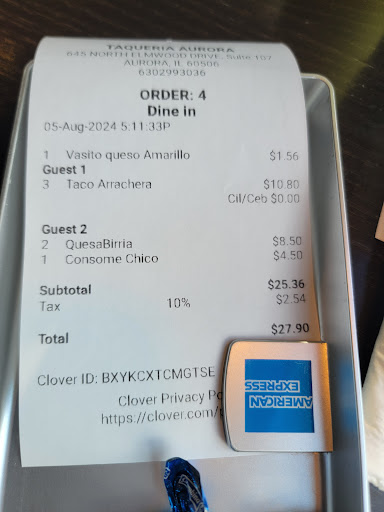 TAQUERIA AURORA
645 NORTH ELMWOOD DRIVE, Suite 107
AURORA, IL 60506
6302993036
ORDER: 4
Dine in
05-Aug-2024 5:11:33P
1 Vasito queso Amarillo $1.56
Guest 1
3 Taco Arrachera $10.80
Cil/Ceb $0.00
Guest 2
2 QuesaBirria $8.50
1 Consome Chico $4.50
Subtotal $25.36
Tax 10% $2.54
Total $27.90
Clover ID: BXYKCXTCMGTSE
Clover Privacy
https://clover.com/
AMERICAN
EXPRESS